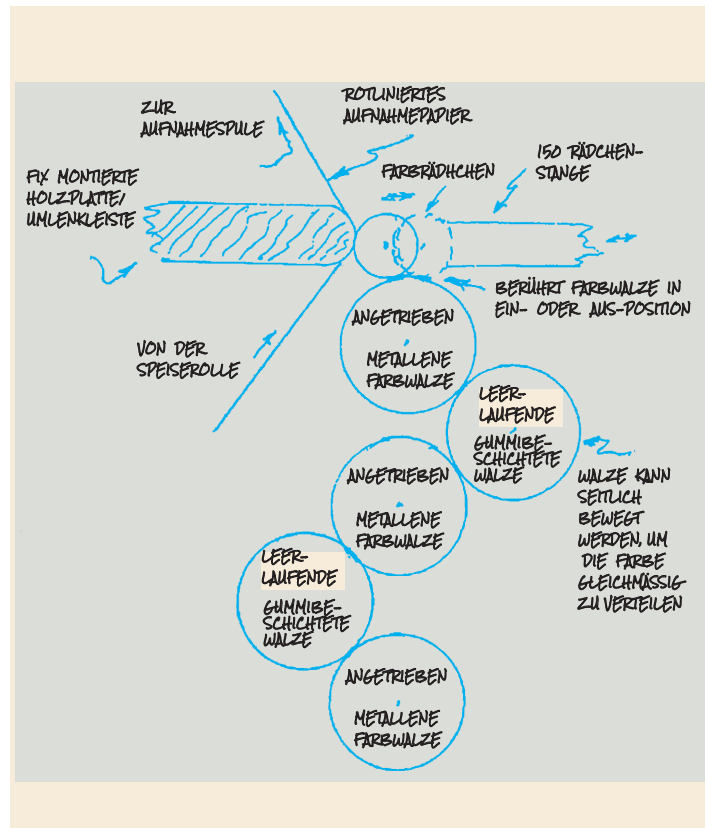 ZUR
AUFNAHMESPULE
ROTLINIERTES
AUFNAHMEPAPIER
FARBRÄDHCHEN
150 RÄDCHEN-
STANGE
FIX MONTIERTE
HOLZPLATTE/
UMLENKLEISTE
BERÜHRT FARBWALZE IN
EIN- ODER AUS-POSITION
VON DER
SPEISEROLLE
ANGETRIEBEN
METALLENE
FARBWALZE
LEER-
LAUFENDE
GUMMIBE-
SCHICHTETE
WALZE
WALZE KANN
SEITLICH
BEWEGT
WERDEN, UM
DIE FARBE
GLEICHMÄSSIG
ZU VERTEILEN
ANGETRIEBEN
METALLENE
FARBWALZE
LEER-
LAUFENDE
GUMMIBE-
SCHICHTETE
WALZE
ANGETRIEBEN
METALLENE
FARBWALZE